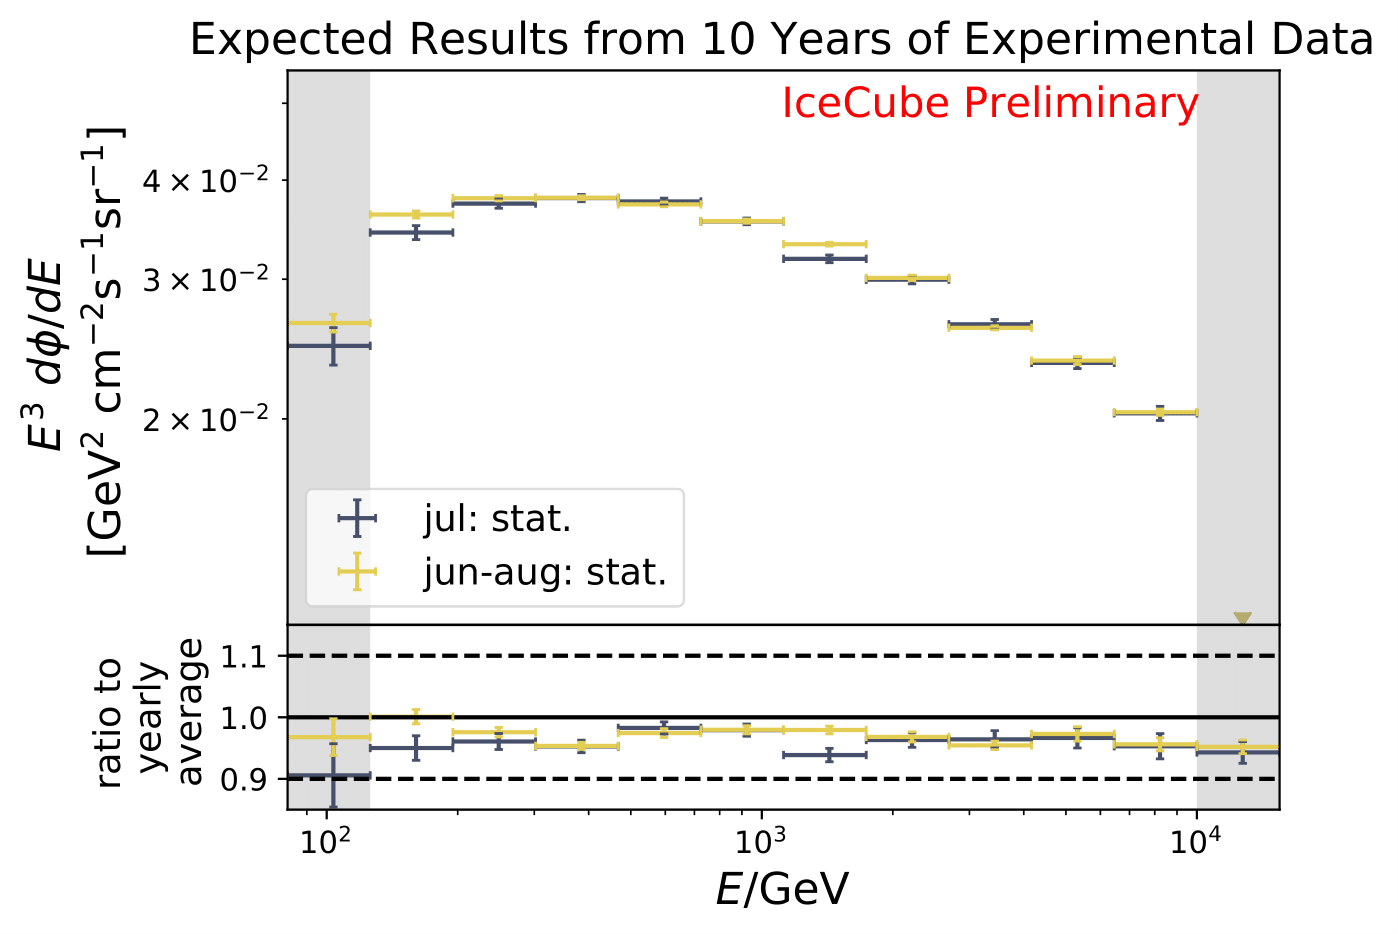 Expected Results from 10 Years of Experimental Data
IceCube Preliminary
E³ dϕ/dE
[GeV² cm⁻²s⁻¹sr⁻¹]
4 × 10⁻²
3 × 10⁻²
2 × 10⁻²
jul: stat.
jun-aug: stat.
ratio to
yearly
average
1.1
1.0
0.9
10² 10³ 10⁴
E/GeV